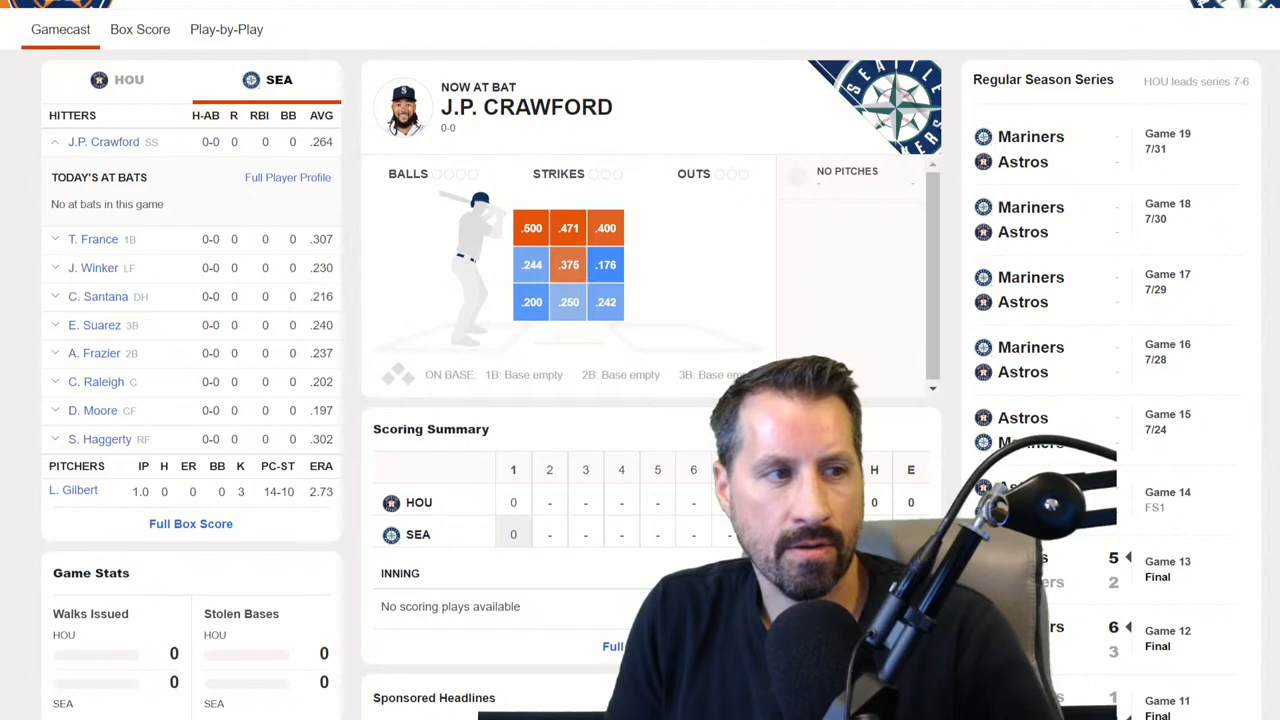 Gamecast Box Score Play-by-Play
HOU SEA
HITTERS H-AB R RBI BB AVG
J.P. Crawford SS 0-0 0 0 0 .264
TODAY'S AT BATS Full Player Profile
No at bats in this game
T. France 1B 0-0 0 0 0 .307
J. Winker LF 0-0 0 0 0 .230
C. Santana DH 0-0 0 0 0 .216
E. Suarez 3B 0-0 0 0 0 .240
A. Frazier 2B 0-0 0 0 0 .237
C. Raleigh C 0-0 0 0 0 .202
D. Moore CF 0-0 0 0 0 .197
S. Haggerty RF 0-0 0 0 0 .302
PITCHERS IP H ER BB K PC-ST ERA
L. Gilbert 1.0 0 0 0 3 14-10 2.73
Full Box Score
Game Stats
Walks Issued Stolen Bases
HOU HOU
0 0
0 0
SEA SEA
NOW AT BAT
J.P. CRAWFORD
0-0
SEATTLE
MARINERS
BALLS STRIKES OUTS
NO PITCHES
- -
.500 .471 .400
.244 .375 .176
.200 .250 .242
ON BASE: 1B: Base empty 2B: Base empty 3B: Base em
Scoring Summary
1 2 3 4 5 6 H E
HOU 0 - - - - - 0 0
SEA 0 - - - - - -
INNING
No scoring plays available
Full
Sponsored Headlines
Regular Season Series HOU leads series 7-6
Mariners - Game 19
Astros - 7/31
Mariners - Game 18
Astros - 7/30
Mariners - Game 17
Astros - 7/29
Mariners - Game 16
Astros - 7/28
Astros - Game 15
Mariners 7/24
Game 14
FS1
s 5 Game 13
ers 2 Final
rs 6 Game 12
3 Final
1 Game 11
Final